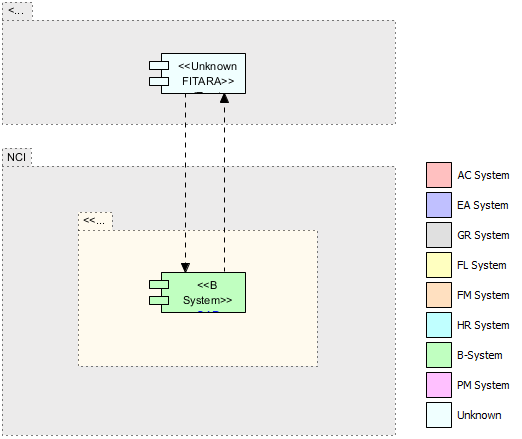 <...
<<Unknown
FITARA>>
NCI
<<...
<<B
System>>
AC System
EA System
GR System
FL System
FM System
HR System
B-System
PM System
Unknown